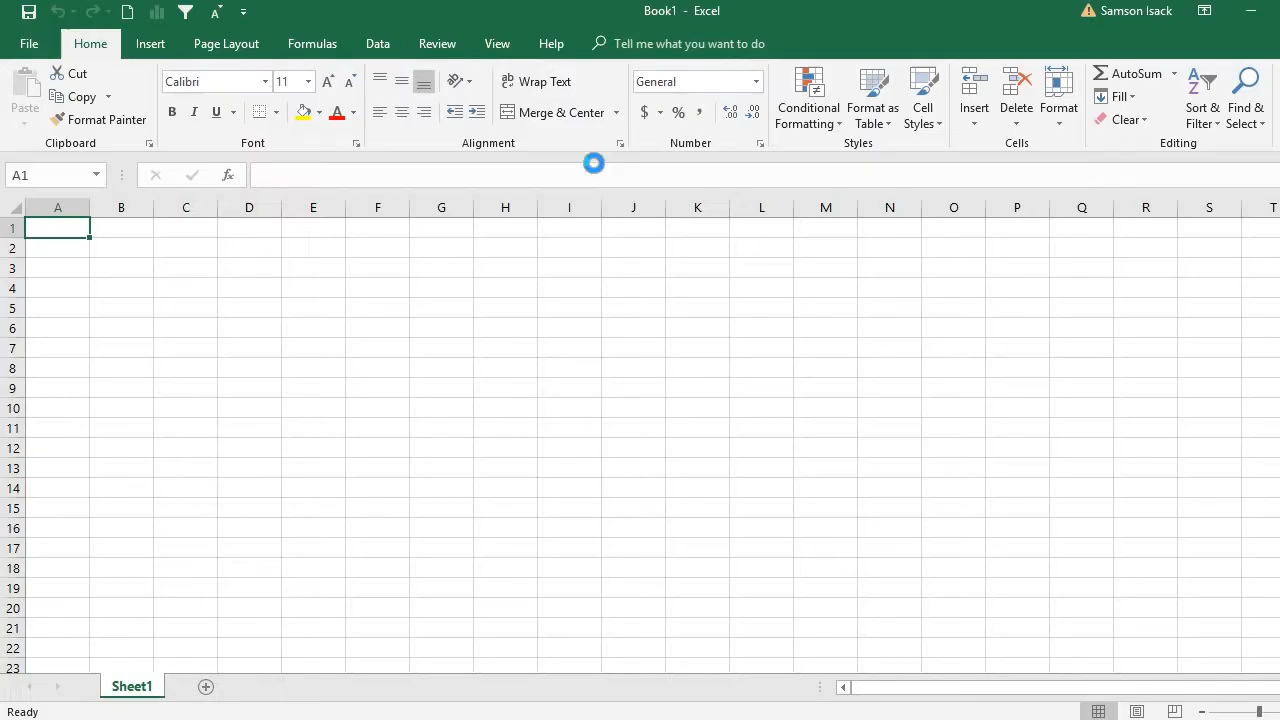 Book1 - Excel
Samson Isack
File Home Insert Page Layout Formulas Data Review View Help Tell me what you want to do
Paste
Cut
Copy
Format Painter
Clipboard
Calibri 11
B I U
Font
Wrap Text
Merge & Center
Alignment
General
$ % ,
Number
Conditional Formatting
Format as Table
Cell Styles
Styles
Insert Delete Format
Cells
AutoSum
Fill
Clear
Sort & Filter
Find & Select
Editing
A1 fx
A B C D E F G H I J K L M N O P Q R S T
1
2
3
4
5
6
7
8
9
10
11
12
13
14
15
16
17
18
19
20
21
22
23
Sheet1
Ready